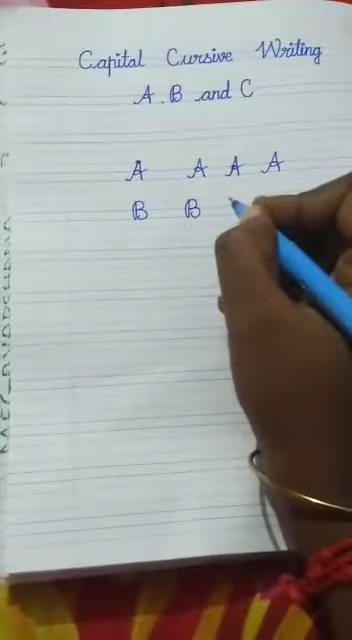 Capital Cursive Writing
A. B and C
A A A A
B B